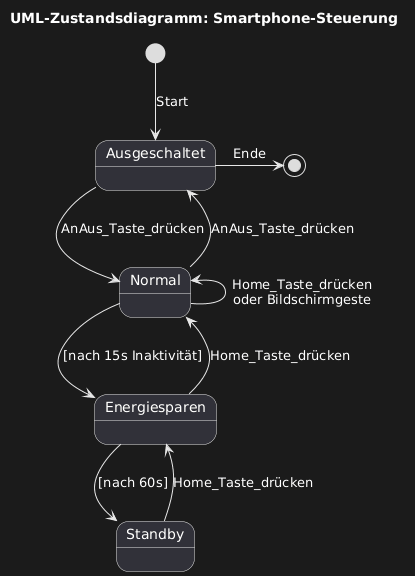 UML-Zustandsdiagramm: Smartphone-Steuerung
Start
Ausgeschaltet
Ende
AnAus_Taste_drücken
AnAus_Taste_drücken
Normal
Home_Taste_drücken
oder Bildschirmgeste
[nach 15s Inaktivität]
Home_Taste_drücken
Energiesparen
[nach 60s]
Home_Taste_drücken
Standby